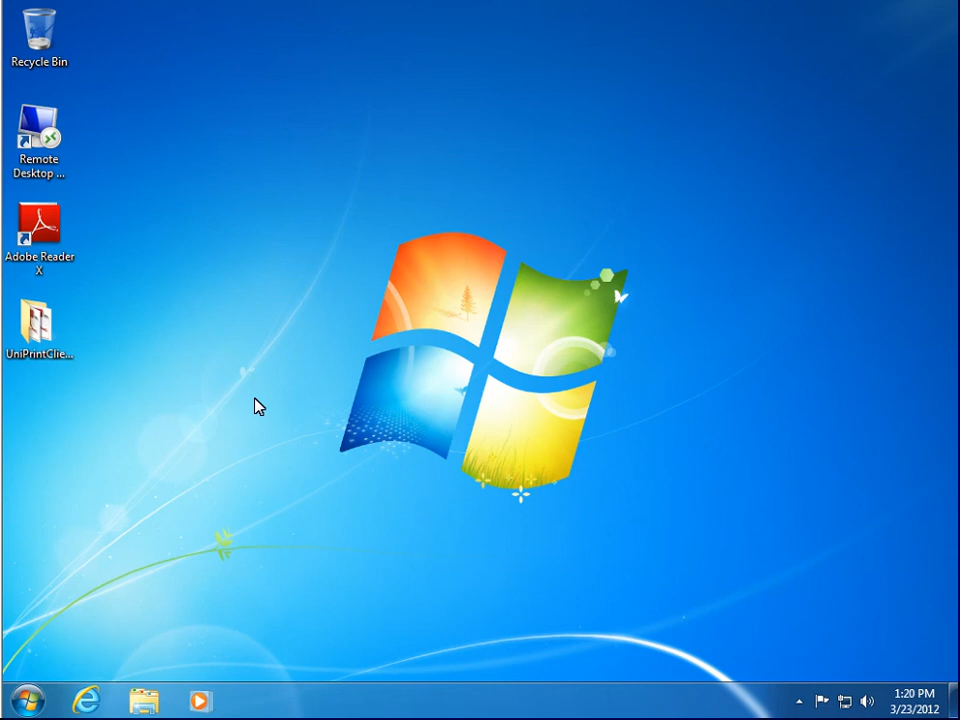 Recycle Bin
Remote
Desktop ...
Adobe Reader
X
UniPrintClie...
1:20 PM
3/23/2012